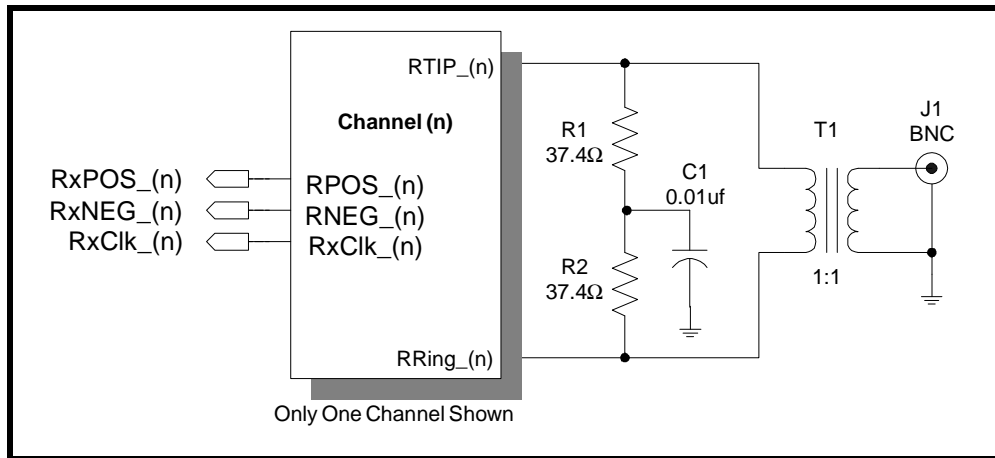 RTIP_(n)
Channel (n)
RxPOS_(n)
RPOS_(n)
RxNEG_(n)
RNEG_(n)
RxClk_(n)
RxClk_(n)
RRing_(n)
Only One Channel Shown
R1
37.4Ω
C1
0.01uf
R2
37.4Ω
T1
1:1
J1
BNC